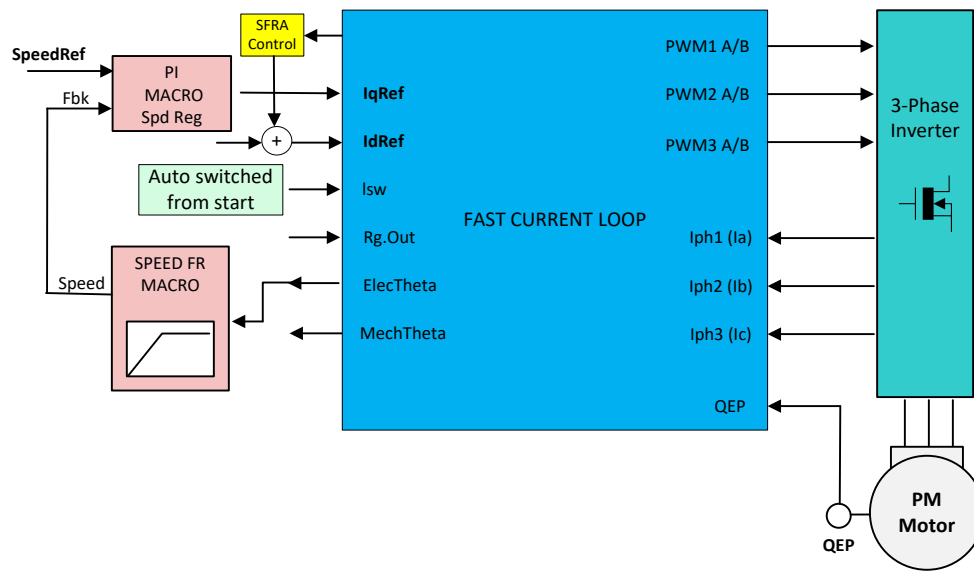 SFRA
Control
SpeedRef
PI
MACRO
Spd Reg
Fbk
+
Auto switched
from start
Speed
SPEED FR
MACRO
IqRef
IdRef
lsw
Rg.Out
ElecTheta
MechTheta
FAST CURRENT LOOP
PWM1 A/B
PWM2 A/B
PWM3 A/B
Iph1 (Ia)
Iph2 (Ib)
Iph3 (Ic)
QEP
3-Phase
Inverter
PM
Motor
QEP